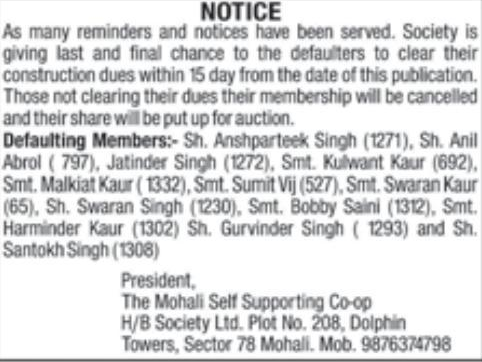 NOTICE
As many reminders and notices have been served. Society is
giving last and final chance to the defaulters to clear their
construction dues within 15 day from the date of this publication.
Those not clearing their dues their membership will be cancelled
and their share will be put up for auction.
Defaulting Members:- Sh. Anshparteek Singh (1271), Sh. Anil
Abrol ( 797), Jatinder Singh (1272), Smt. Kulwant Kaur (692),
Smt. Malkiat Kaur ( 1332), Smt. Sumit Vij (527), Smt. Swaran Kaur
(65), Sh. Swaran Singh (1230), Smt. Bobby Saini (1312), Smt.
Harminder Kaur (1302) Sh. Gurvinder Singh ( 1293) and Sh.
Santokh Singh (1308)
President,
The Mohali Self Supporting Co-op
H/B Society Ltd. Plot No. 208, Dolphin
Towers, Sector 78 Mohali. Mob. 9876374798